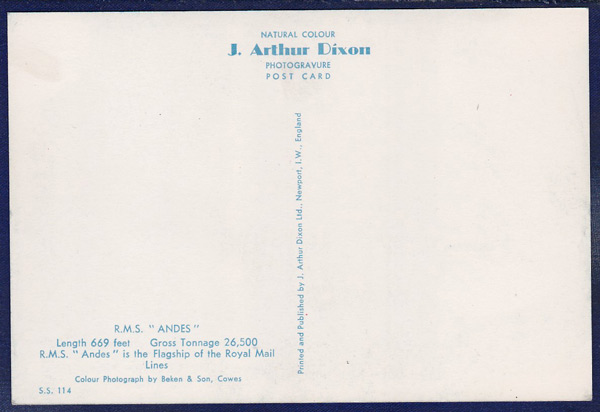 NATURAL COLOUR
J. Arthur Dixon
PHOTOGRAVURE
POST CARD
Printed and Published by J. Arthur Dixon Ltd., Newport, I.W., England
R.M.S. " ANDES "
Length 669 feet Gross Tonnage 26,500
R.M.S. " Andes " is the Flagship of the Royal Mail
Lines
Colour Photograph by Beken & Son, Cowes
S.S. 114